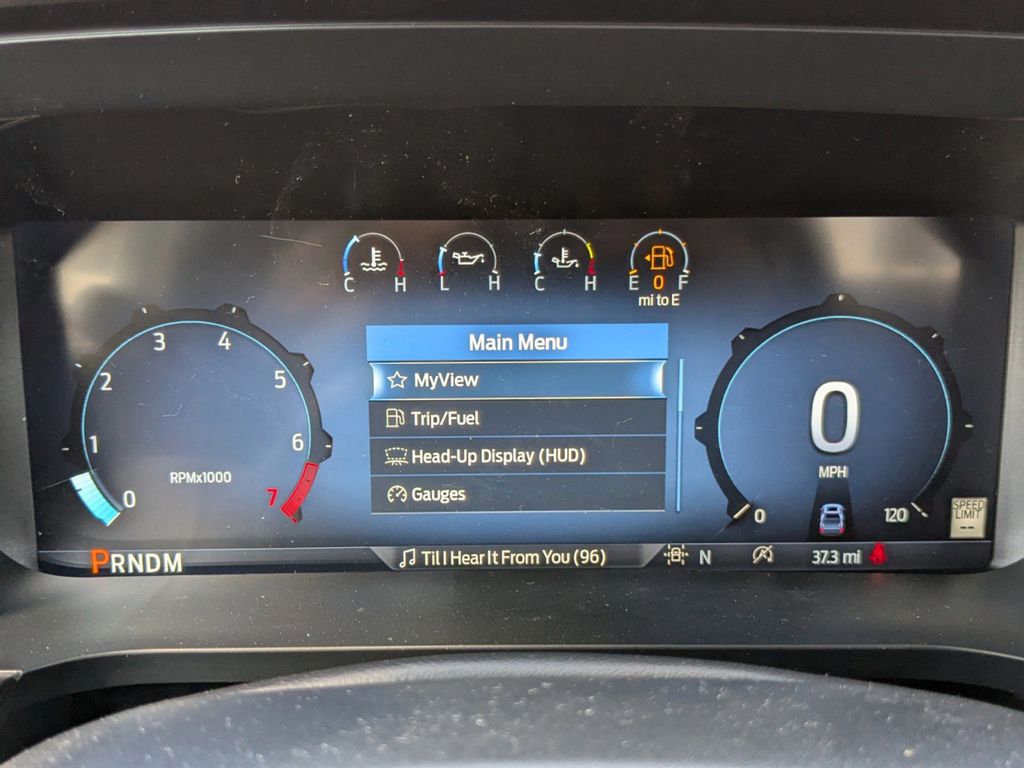 C H
L H
C H
E 0 F
mi to E
Main Menu
MyView
Trip/Fuel
Head-Up Display (HUD)
Gauges
0 1 2 3 4 5 6 7
RPMx1000
0
MPH
0 120
SPEED
LIMIT
--
PRNDM
Til I Hear It From You (96)
N
37.3 mi